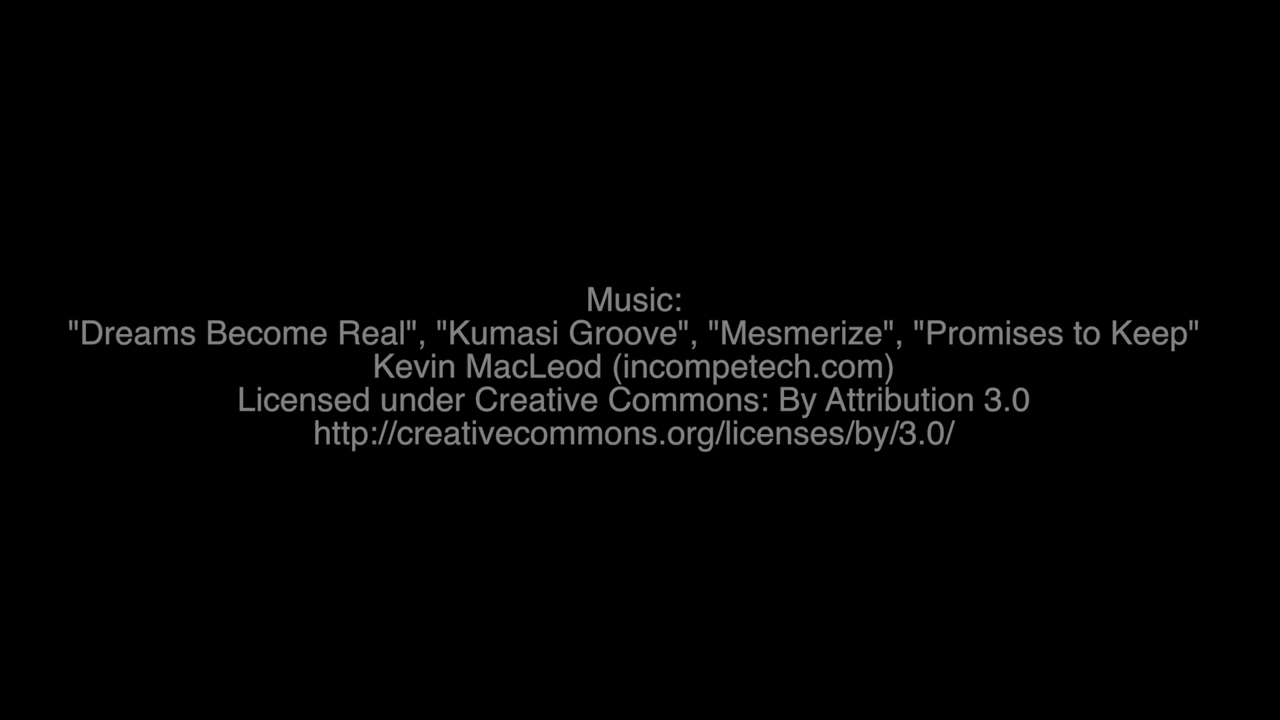 Music:
"Dreams Become Real", "Kumasi Groove", "Mesmerize", "Promises to Keep"
Kevin MacLeod (incompetech.com)
Licensed under Creative Commons: By Attribution 3.0
http://creativecommons.org/licenses/by/3.0/